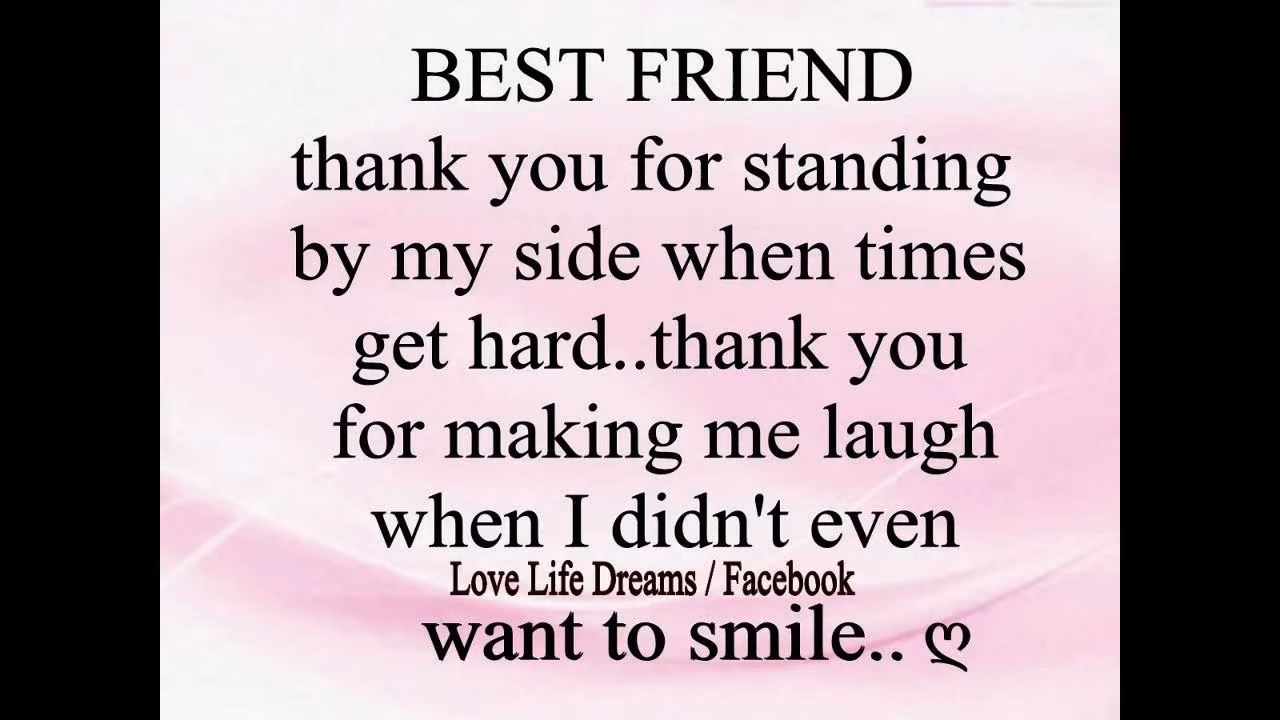 BEST FRIEND
thank you for standing
by my side when times
get hard..thank you
for making me laugh
when I didn't even
Love Life Dreams / Facebook
want to smile.. ღ